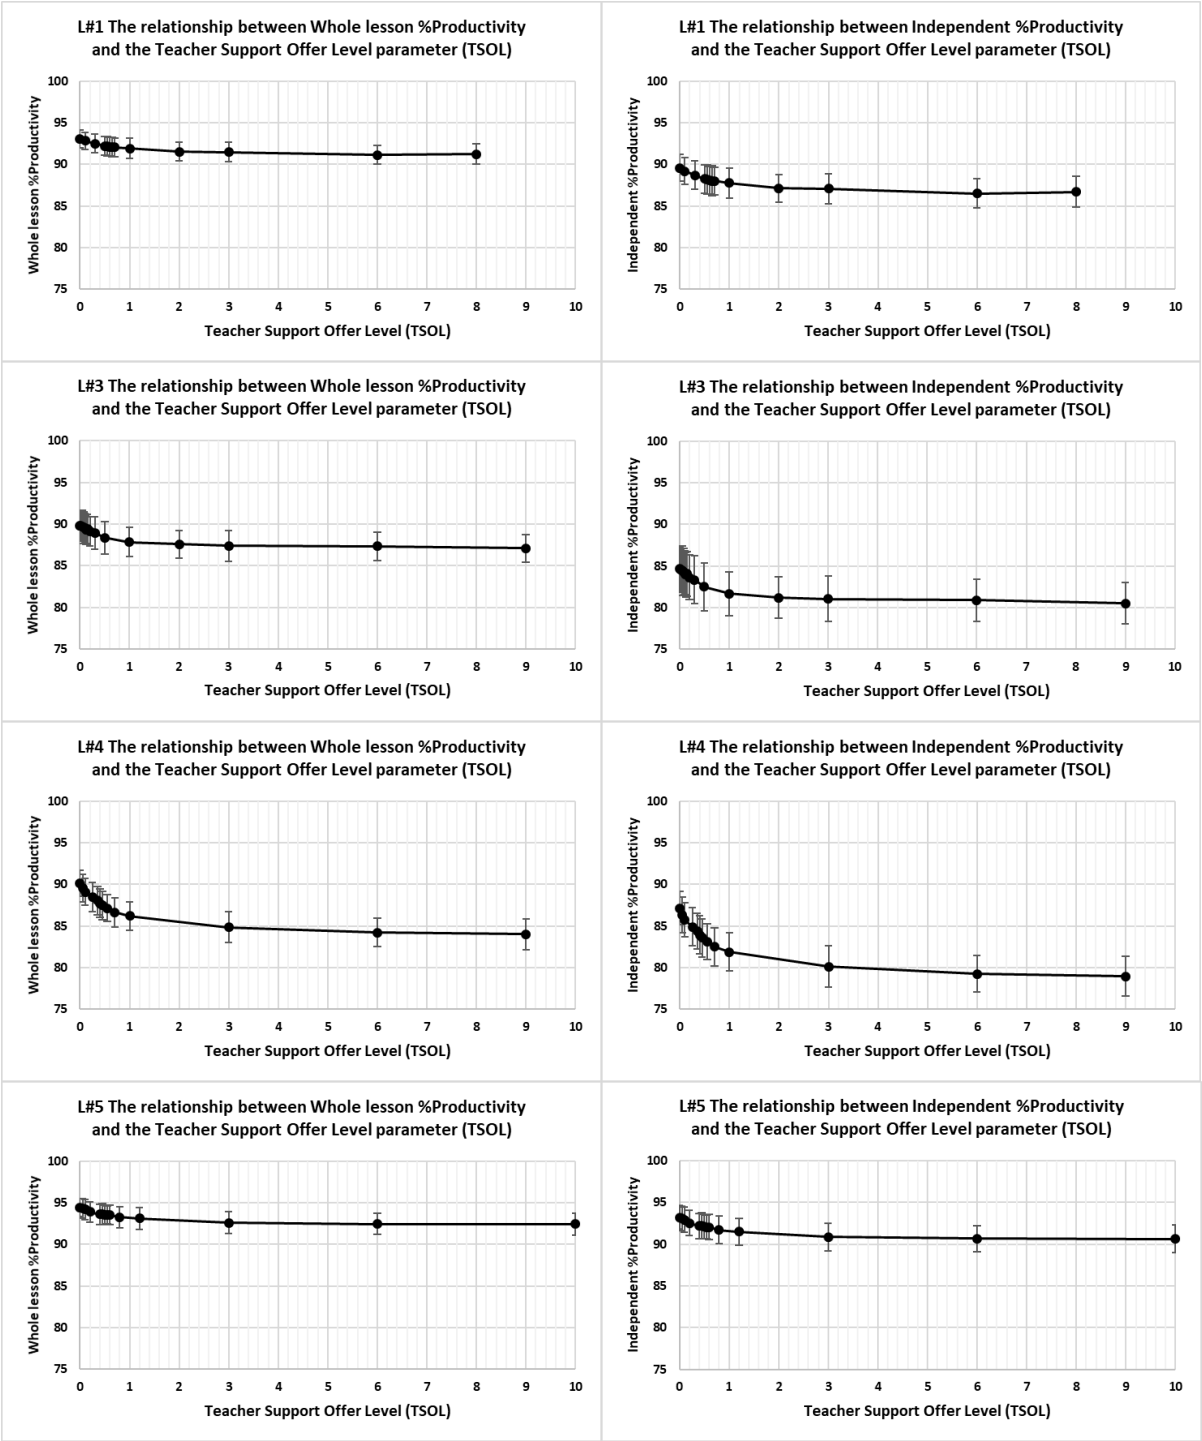 L#1 The relationship between Whole lesson %Productivity
and the Teacher Support Offer Level parameter (TSOL)
Whole lesson %Productivity
100
95
90
85
80
75
0 1 2 3 4 5 6 7 8 9 10
Teacher Support Offer Level (TSOL)
L#1 The relationship between Independent %Productivity
and the Teacher Support Offer Level parameter (TSOL)
Independent %Productivity
100
95
90
85
80
75
0 1 2 3 4 5 6 7 8 9 10
Teacher Support Offer Level (TSOL)
L#3 The relationship between Whole lesson %Productivity
and the Teacher Support Offer Level parameter (TSOL)
Whole lesson %Productivity
100
95
90
85
80
75
0 1 2 3 4 5 6 7 8 9 10
Teacher Support Offer Level (TSOL)
L#3 The relationship between Independent %Productivity
and the Teacher Support Offer Level parameter (TSOL)
Independent %Productivity
100
95
90
85
80
75
0 1 2 3 4 5 6 7 8 9 10
Teacher Support Offer Level (TSOL)
L#4 The relationship between Whole lesson %Productivity
and the Teacher Support Offer Level parameter (TSOL)
Whole lesson %Productivity
100
95
90
85
80
75
0 1 2 3 4 5 6 7 8 9 10
Teacher Support Offer Level (TSOL)
L#4 The relationship between Independent %Productivity
and the Teacher Support Offer Level parameter (TSOL)
Independent %Productivity
100
95
90
85
80
75
0 1 2 3 4 5 6 7 8 9 10
Teacher Support Offer Level (TSOL)
L#5 The relationship between Whole lesson %Productivity
and the Teacher Support Offer Level parameter (TSOL)
Whole lesson %Productivity
100
95
90
85
80
75
0 1 2 3 4 5 6 7 8 9 10
Teacher Support Offer Level (TSOL)
L#5 The relationship between Independent %Productivity
and the Teacher Support Offer Level parameter (TSOL)
Independent %Productivity
100
95
90
85
80
75
0 1 2 3 4 5 6 7 8 9 10
Teacher Support Offer Level (TSOL)